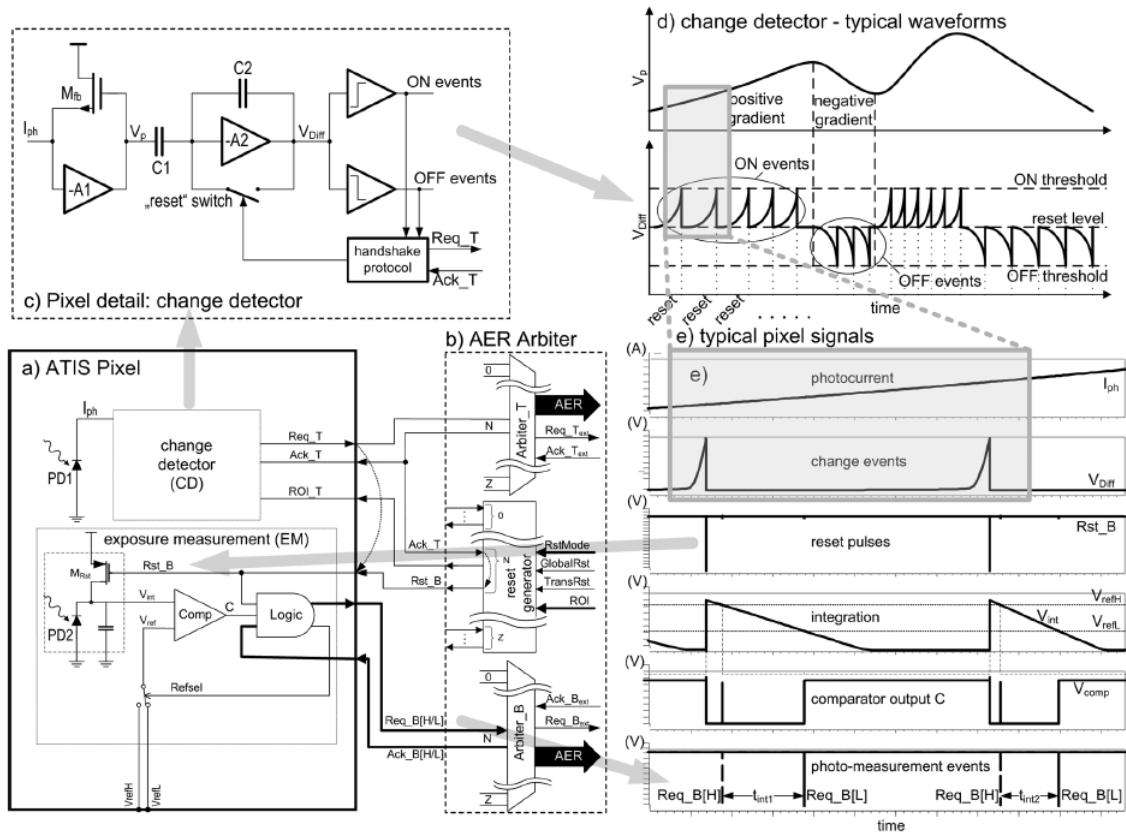 C2
ON events
Mfb
Iph
Vp
C1
-A2
VDiff
-A1
OFF events
„reset“ switch
handshake
protocol
Req_T
Ack_T
c) Pixel detail: change detector
d) change detector - typical waveforms
Vp
positive
gradient
negative
gradient
ON events
ON threshold
VDiff
reset level
OFF threshold
OFF events
reset reset reset . . . . . .
time
a) ATIS Pixel
Iph
PD1
change
detector
(CD)
Req_T
Ack_T
ROI_T
exposure measurement (EM)
Rst_B
MRst
Vint
Comp
C
Logic
PD2
Vref
Refsel
VrefH
VrefL
b) AER Arbiter
0
Arbiter_T
AER
N
Req_Text
Ack_Text
Z
0
Ack_T
N
RstMode
reset
generator
GlobalRst
Rst_B
TransRst
ROI
Z
0
Arbiter_B
Ack_Bext
Req_B[H/L]
Req_Bext
N
Ack_B[H/L]
AER
Z
e) typical pixel signals
(A)
e)
photocurrent
Iph
(V)
change events
VDiff
(V)
Rst_B
reset pulses
(V)
VrefH
integration
Vint
VrefL
(V)
comparator output C
Vcomp
(V)
photo-measurement events
Req_B[H]
tint1
Req_B[L]
Req_B[H]
tint2
Req_B[L]
time